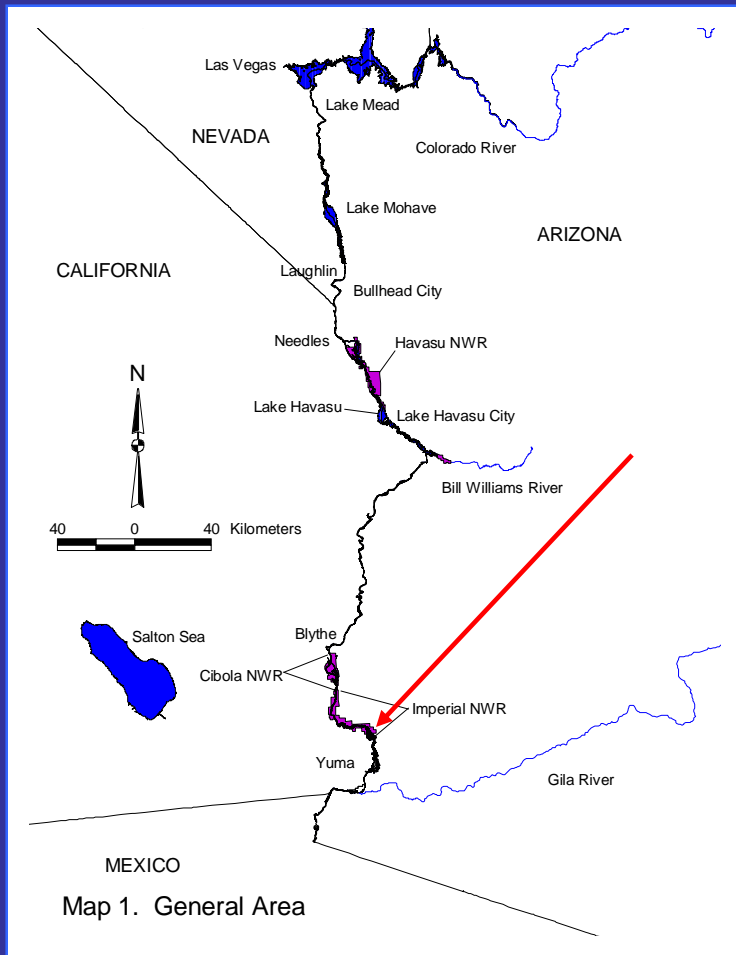 Las Vegas
Lake Mead
NEVADA
Colorado River
Lake Mohave
ARIZONA
CALIFORNIA
Laughlin
Bullhead City
Needles
Havasu NWR
N
Lake Havasu
Lake Havasu City
Bill Williams River
40 0 40 Kilometers
Blythe
Salton Sea
Cibola NWR
Imperial NWR
Yuma
Gila River
MEXICO
Map 1. General Area